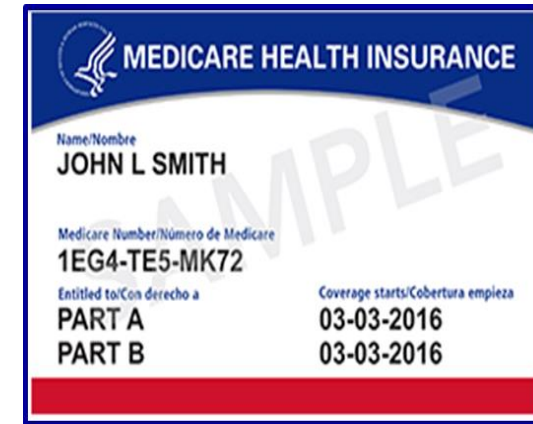 MEDICARE HEALTH INSURANCE
Name/Nombre
JOHN L SMITH
Medicare Number/Número de Medicare
1EG4-TE5-MK72
Entitled to/Con derecho a
Coverage starts/Cobertura empieza
PART A
03-03-2016
PART B
03-03-2016
SAMPLE